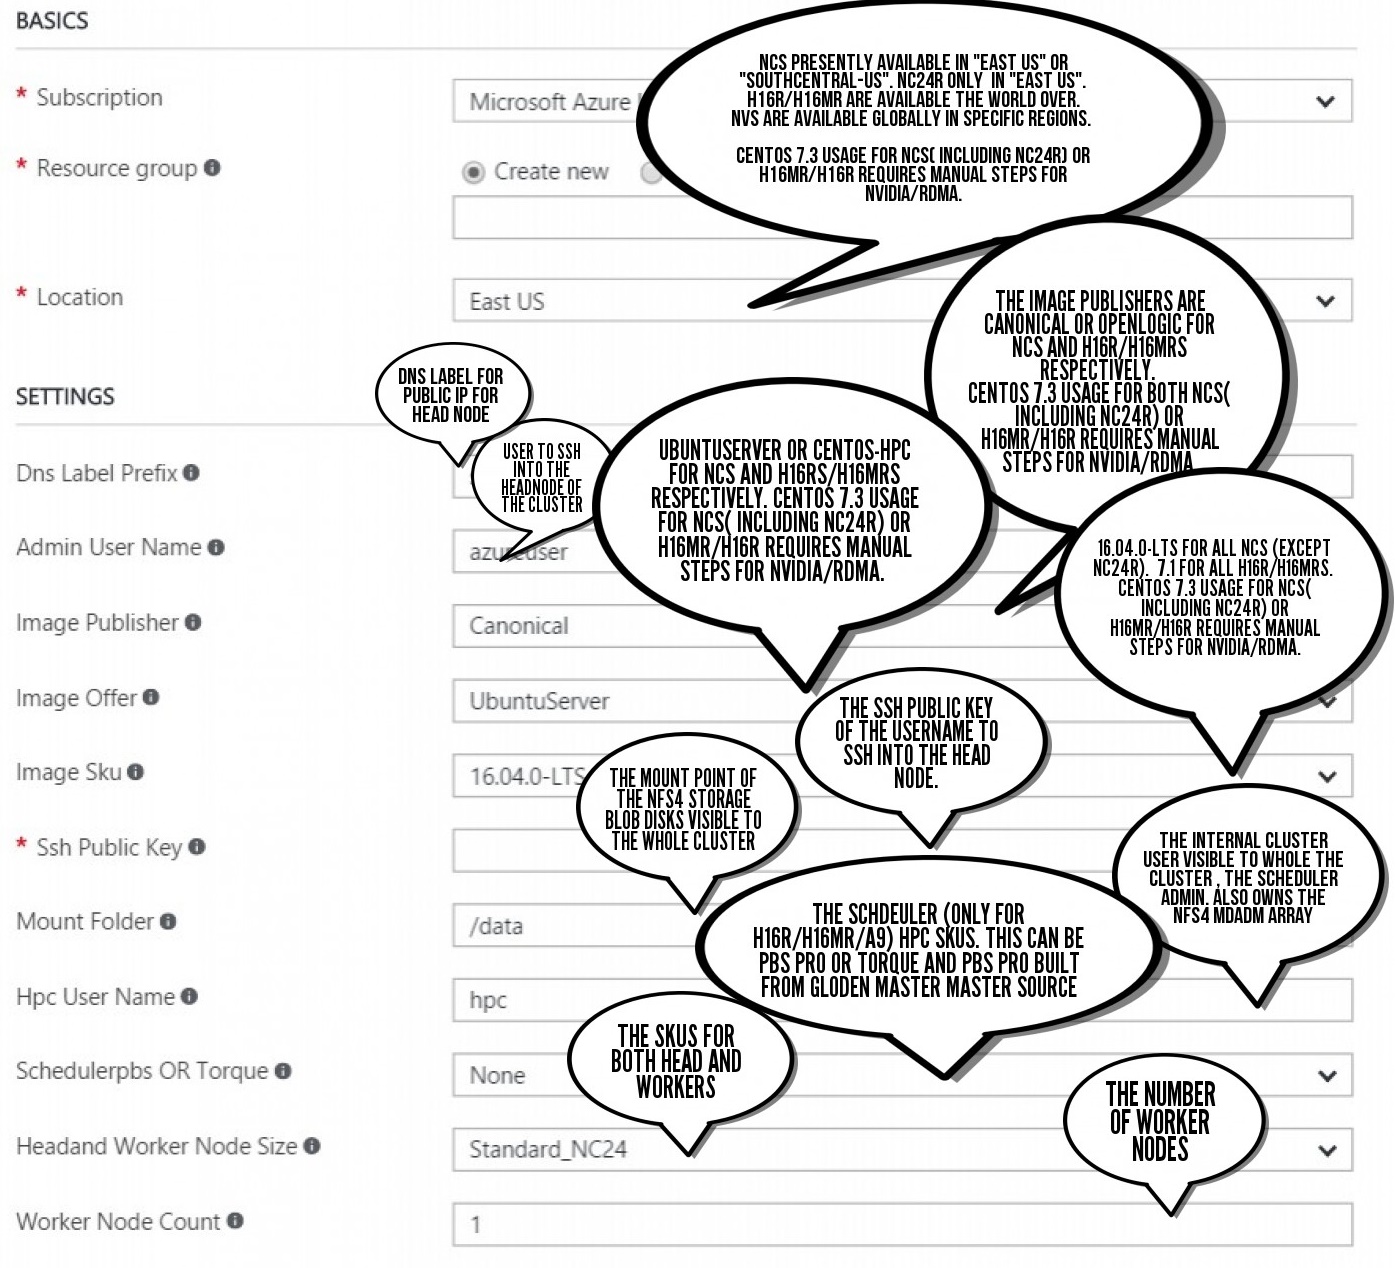 BASICS
* Subscription
Microsoft Azure
NCS PRESENTLY AVAILABLE IN "EAST US" OR
"SOUTHCENTRAL-US". NC24R ONLY IN "EAST US".
H16R/H16MR ARE AVAILABLE THE WORLD OVER.
NVS ARE AVAILABLE GLOBALLY IN SPECIFIC REGIONS.
CENTOS 7.3 USAGE FOR NCS( INCLUDING NC24R) OR
H16MR/H16R REQUIRES MANUAL STEPS FOR
NVIDIA/RDMA.
* Resource group
Create new
* Location
East US
THE IMAGE PUBLISHERS ARE
CANONICAL OR OPENLOGIC FOR
NCS AND H16R/H16MRS
RESPECTIVELY.
CENTOS 7.3 USAGE FOR BOTH NCS(
INCLUDING NC24R) OR
H16MR/H16R REQUIRES MANUAL
STEPS FOR NVIDIA/RDMA
SETTINGS
DNS LABEL FOR
PUBLIC IP FOR
HEAD NODE
Dns Label Prefix
USER TO SSH
INTO THE
HEADNODE OF
THE CLUSTER
UBUNTUSERVER OR CENTOS-HPC
FOR NCS AND H16RS/H16MRS
RESPECTIVELY. CENTOS 7.3 USAGE
FOR NCS( INCLUDING NC24R) OR
H16MR/H16R REQUIRES MANUAL
STEPS FOR NVIDIA/RDMA.
Admin User Name
azureuser
16.04.0-LTS FOR ALL NCS (EXCEPT
NC24R). 7.1 FOR ALL H16R/H16MRS.
CENTOS 7.3 USAGE FOR NCS(
INCLUDING NC24R) OR
H16MR/H16R REQUIRES MANUAL
STEPS FOR NVIDIA/RDMA.
Image Publisher
Canonical
Image Offer
UbuntuServer
THE SSH PUBLIC KEY
OF THE USERNAME TO
SSH INTO THE HEAD
NODE.
Image Sku
16.04.0-LTS
THE MOUNT POINT OF
THE NFS4 STORAGE
BLOB DISKS VISIBLE TO
THE WHOLE CLUSTER
* Ssh Public Key
THE INTERNAL CLUSTER
USER VISIBLE TO WHOLE THE
CLUSTER , THE SCHEDULER
ADMIN. ALSO OWNS THE
NFS4 MDADM ARRAY
Mount Folder
/data
THE SCHDEULER (ONLY FOR
H16R/H16MR/A9) HPC SKUS. THIS CAN BE
PBS PRO OR TORQUE AND PBS PRO BUILT
FROM GLODEN MASTER MASTER SOURCE
Hpc User Name
hpc
THE SKUS FOR
BOTH HEAD AND
WORKERS
Schedulerpbs OR Torque
None
THE NUMBER
OF WORKER
NODES
Headand Worker Node Size
Standard_NC24
Worker Node Count
1